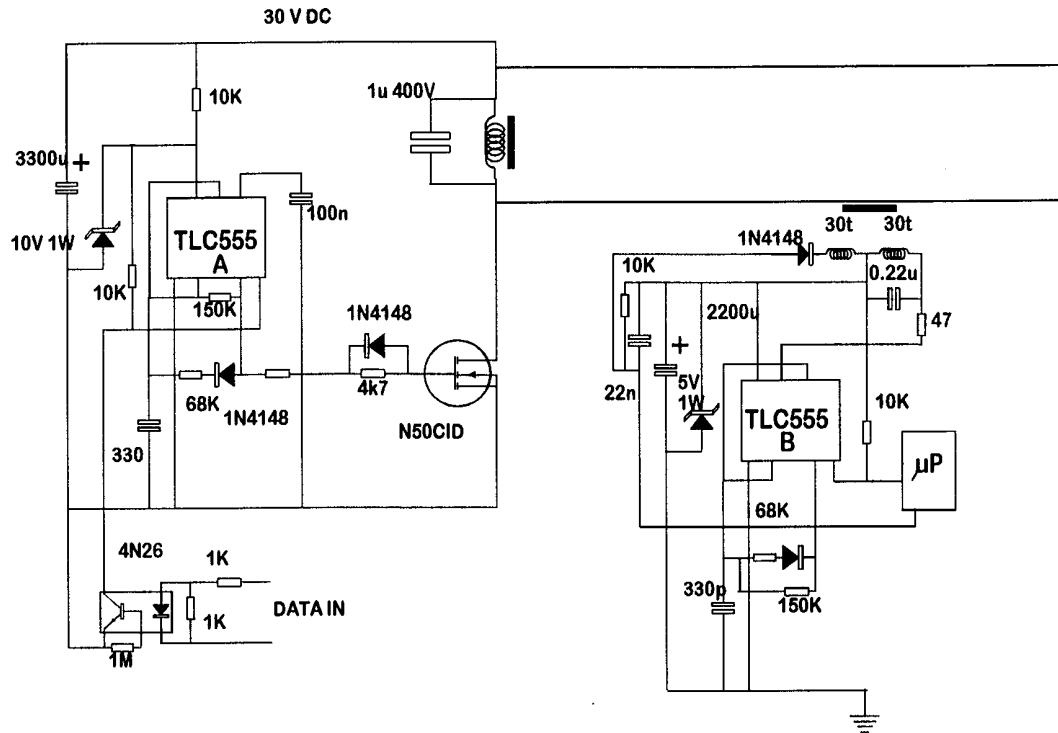 30 V DC
10K
1u 400V
3300u
+
100n
TLC555
A
10V 1W
10K
150K
1N4148
4k7
68K
1N4148
N50CID
330
4N26
1K
1K
DATA IN
1M
30t
30t
1N4148
10K
0.22u
2200u
47
+
5V
1W
22n
TLC555
B
10K
µP
68K
330p
150K